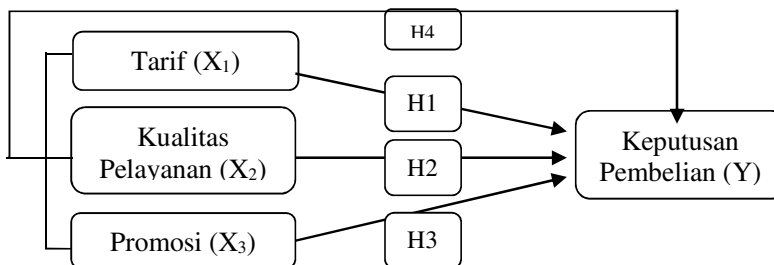 H4
Tarif (X₁)
H1
Kualitas
Pelayanan (X₂)
H2
Keputusan
Pembelian (Y)
Promosi (X₃)
H3